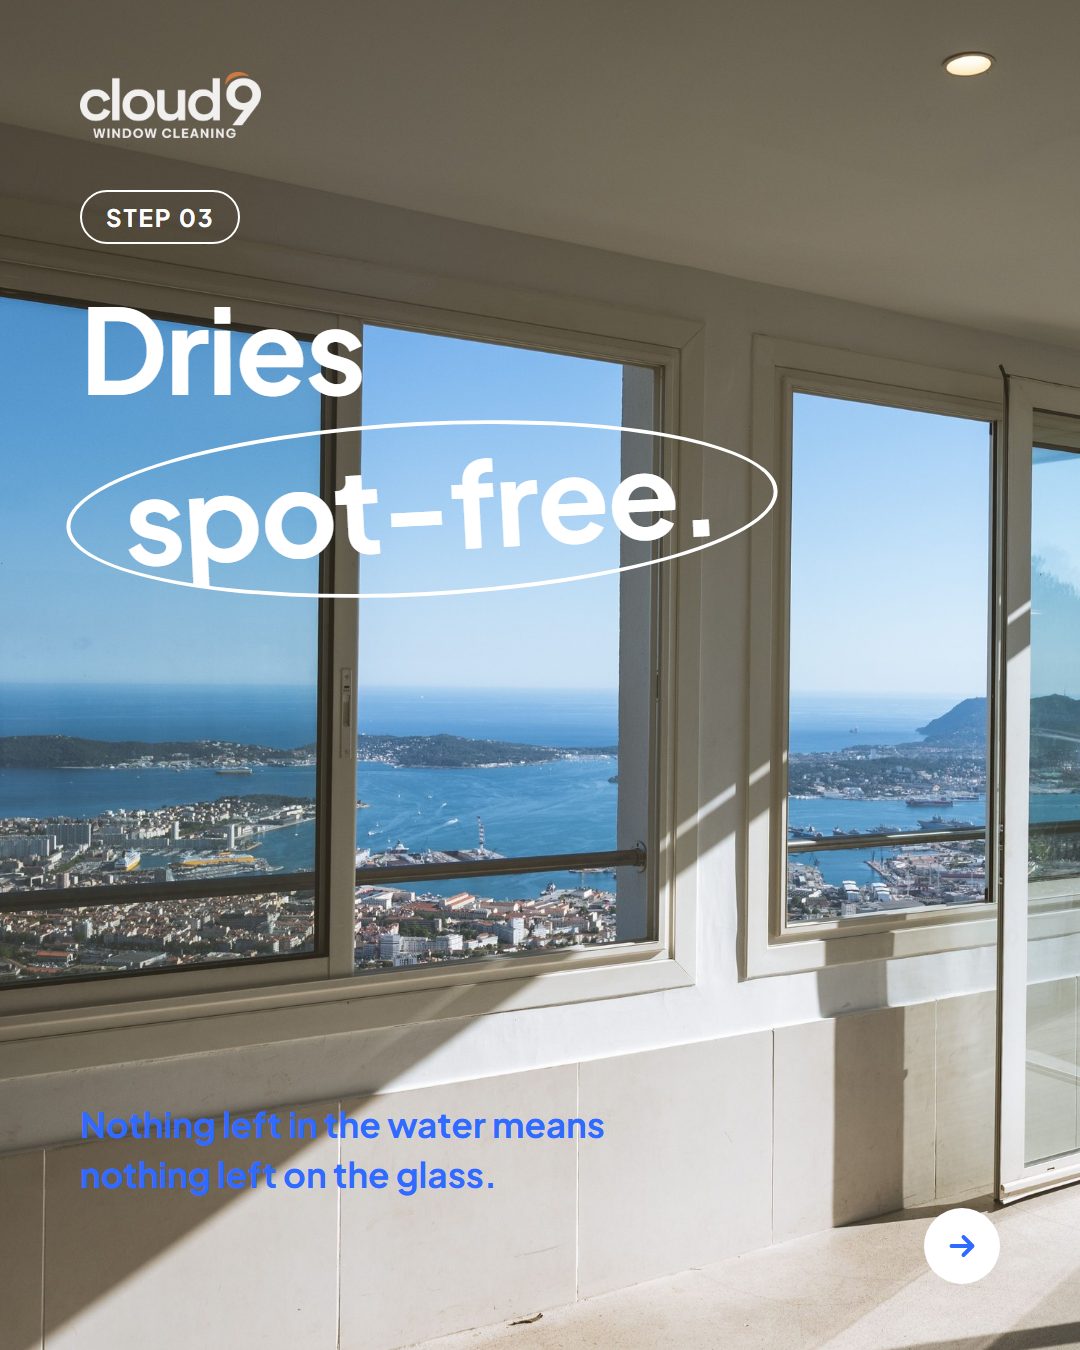 cloud9
WINDOW CLEANING
STEP 03
Dries
spot-free.
Nothing left in the water means
nothing left on the glass.